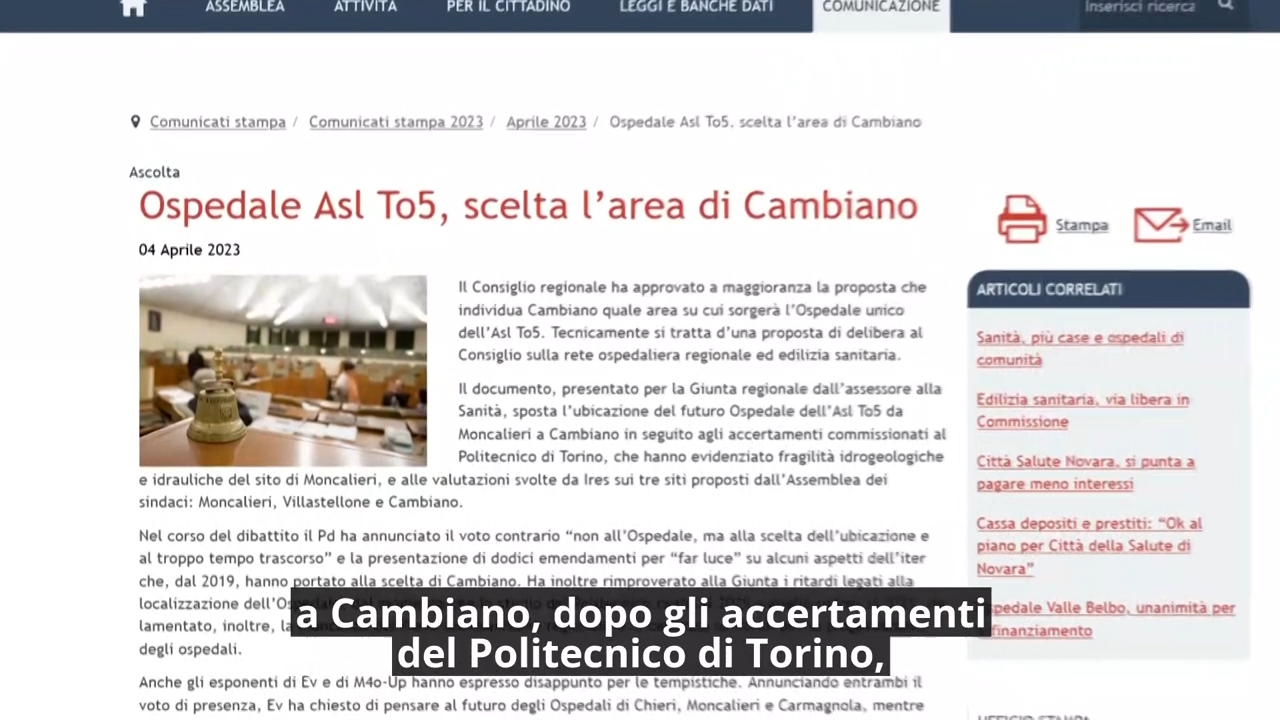 ASSEMBLEA
ATTIVITÀ
PER IL CITTADINO
LEGGI E BANCHE DATI
COMUNICAZIONE
Inserisci ricerca
Comunicati stampa / Comunicati stampa 2023 / Aprile 2023 / Ospedale Asl To5, scelta l’area di Cambiano
Ascolta
Ospedale Asl To5, scelta l’area di Cambiano
04 Aprile 2023
Stampa
Email
Il Consiglio regionale ha approvato a maggioranza la proposta che
individua Cambiano quale area su cui sorgerà l’Ospedale unico
dell’Asl To5. Tecnicamente si tratta d’una proposta di delibera al
Consiglio sulla rete ospedaliera regionale ed edilizia sanitaria.
Il documento, presentato per la Giunta regionale dall’assessore alla
Sanità, sposta l’ubicazione del futuro Ospedale dell’Asl To5 da
Moncalieri a Cambiano in seguito agli accertamenti commissionati al
Politecnico di Torino, che hanno evidenziato fragilità idrogeologiche
e idrauliche del sito di Moncalieri, e alle valutazioni svolte da Ires sui tre siti proposti dall’Assemblea dei
sindaci: Moncalieri, Villastellone e Cambiano.
Nel corso del dibattito il Pd ha annunciato il voto contrario “non all’Ospedale, ma alla scelta dell’ubicazione e
al troppo tempo trascorso” e la presentazione di dodici emendamenti per “far luce” su alcuni aspetti dell’iter
che, dal 2019, hanno portato alla scelta di Cambiano. Ha inoltre rimproverato alla Giunta i ritardi legati alla
localizzazione
lamentato, inoltre,
degli ospedali.
Anche gli esponenti di Ev e di M4o-Up hanno espresso disappunto per le tempistiche. Annunciando entrambi il
voto di presenza, Ev ha chiesto di pensare al futuro degli Ospedali di Chieri, Moncalieri e Carmagnola, mentre
ARTICOLI CORRELATI
Sanità, più case e ospedali di
comunità
Edilizia sanitaria, via libera in
Commissione
Città Salute Novara, si punta a
pagare meno interessi
Cassa depositi e prestiti: “Ok al
piano per Città della Salute di
Novara”
Valle Belbo, unanimità per
finanziamento
UFFICIO STAMPA
a Cambiano, dopo gli accertamenti
del Politecnico di Torino,